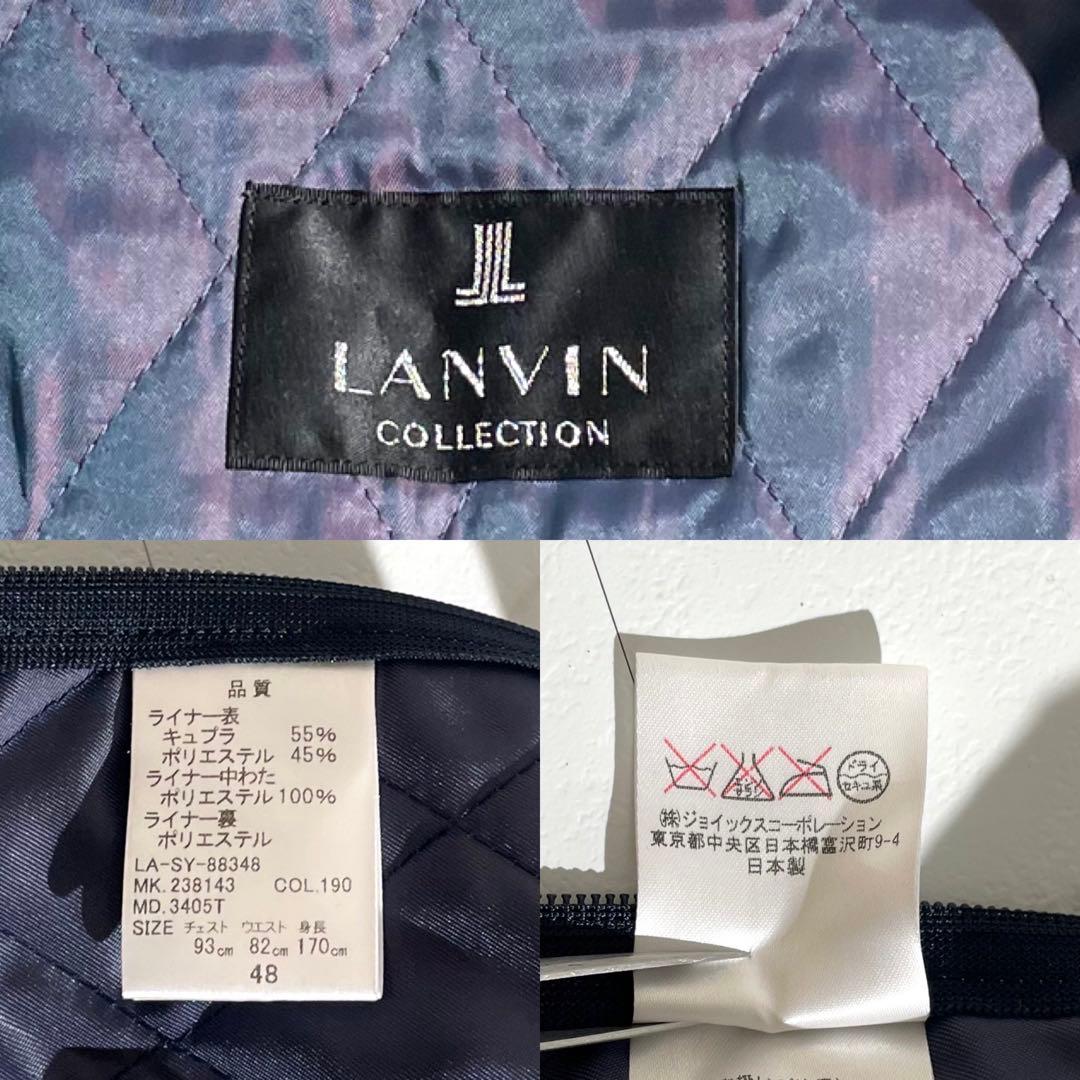 LANVIN
COLLECTION
品質
ライナー表
キュプラ 55%
ポリエステル 45%
ライナー中わた
ポリエステル 100%
ライナー裏
ポリエステル
LA-SY-88348
MK.238143 COL.190
MD.3405T
SIZE チェスト ウエスト 身長
93cm 82cm 170cm
48
ドライ
セキユ系
(株)ジョイックスコーポレーション
東京都中央区日本橋富沢町9-4
日本製